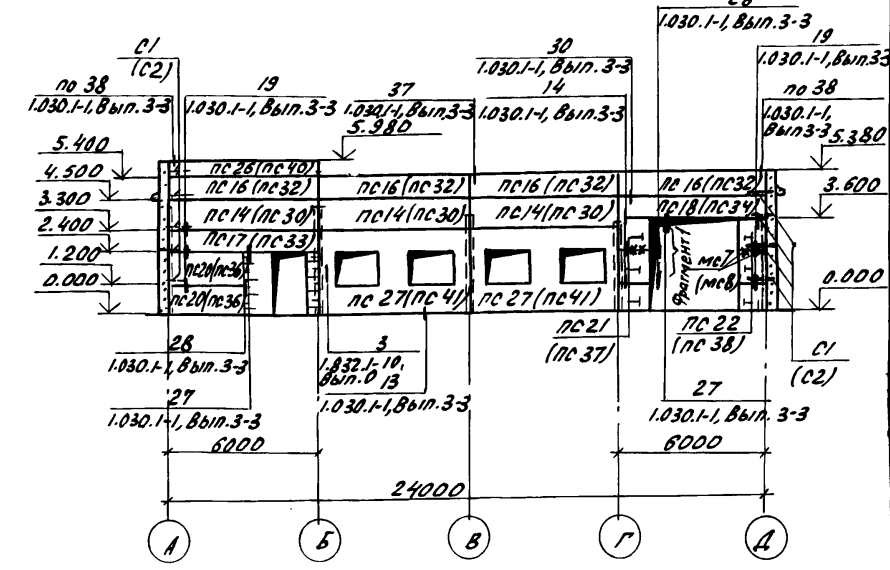 1.030.1-1, Вып. 3-3
С1
(С2)
30
1.030.1-1, Вып. 3-3
19
1.030.1-1, Вып. 3-3
по 38
1.030.1-1, Вып. 3-3
19
1.030.1-1, Вып. 3-3
37
1.030.1-1, Вып. 3-3
14
1.030.1-1, Вып. 3-3
по 38
1.030.1-1,
Вып 3-3
5.980
5.400
5.380
4.500
3.300
3.600
2.400
1.200
0.000
0.000
пс 26 (пс 40)
пс 16 (пс 32)
пс 16 (пс 32)
пс 16 (пс 32)
пс 16 (пс 32
пс 14 (пс 30)
пс 14 (пс 30)
пс 14 (пс 30)
пс 18 (пс 34)
пс 17 (пс 33)
пс 20 (пс 36)
пс 20 (пс 36)
пс 27 (пс 41)
пс 27 (пс 41)
Фрагмент 1
мс 7
(мс 8)
пс 21
(пс 37)
пс 22
(пс 38)
С1
(С2)
28
1.030.1-1, Вып. 3-3
3
1.832.1-10,
Вып. 0
13
1.030.1-1, Вып. 3-3
27
1.030.1-1, Вып. 3-3
27
1.030.1-1, Вып. 3-3
6000
6000
24000
А
Б
В
Г
Д